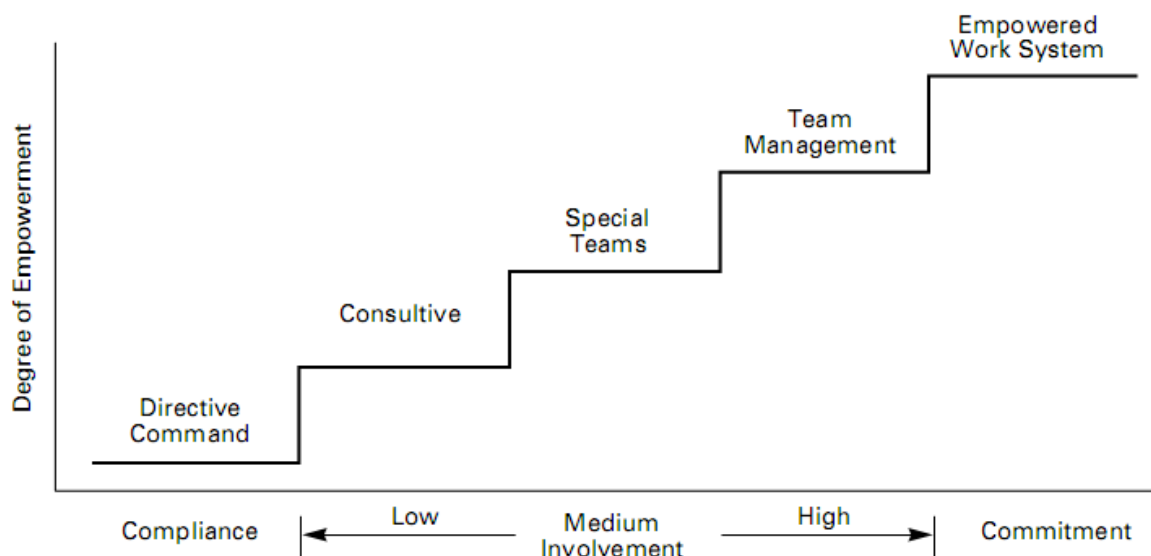 Empowered
Work System
Team
Management
Special
Teams
Consultive
Directive
Command
Degree of Empowerment
Compliance
Low
Medium
Involvement
High
Commitment